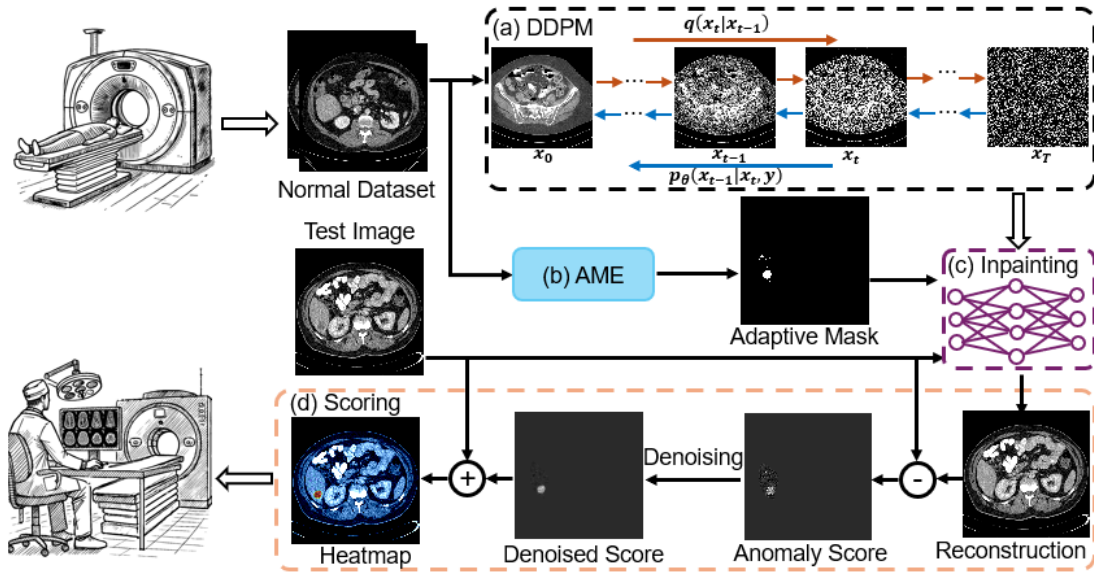 (a) DDPM
q(x_t|x_{t-1})
... ...
... ...
x_0 x_{t-1} x_t x_T
p_θ(x_{t-1}|x_t, y)
Normal Dataset
Test Image
(b) AME
Adaptive Mask
(c) Inpainting
(d) Scoring
Denoising
+
-
Heatmap
Denoised Score
Anomaly Score
Reconstruction